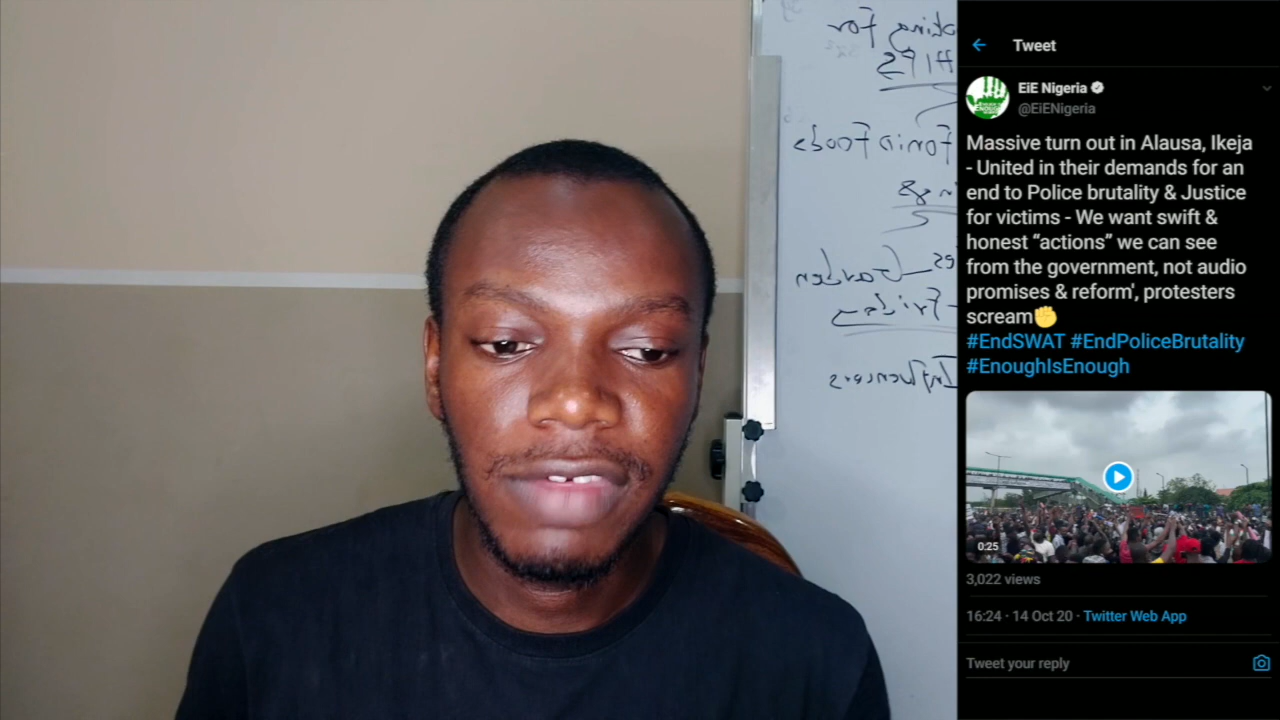 for
Foods
Garden
Influencers
Tweet
EiE Nigeria
@EiENigeria
Massive turn out in Alausa, Ikeja
- United in their demands for an
end to Police brutality & Justice
for victims - We want swift &
honest “actions” we can see
from the government, not audio
promises & reform', protesters
scream✊
#EndSWAT #EndPoliceBrutality
#EnoughIsEnough
0:25
3,022 views
16:24 · 14 Oct 20 · Twitter Web App
Tweet your reply